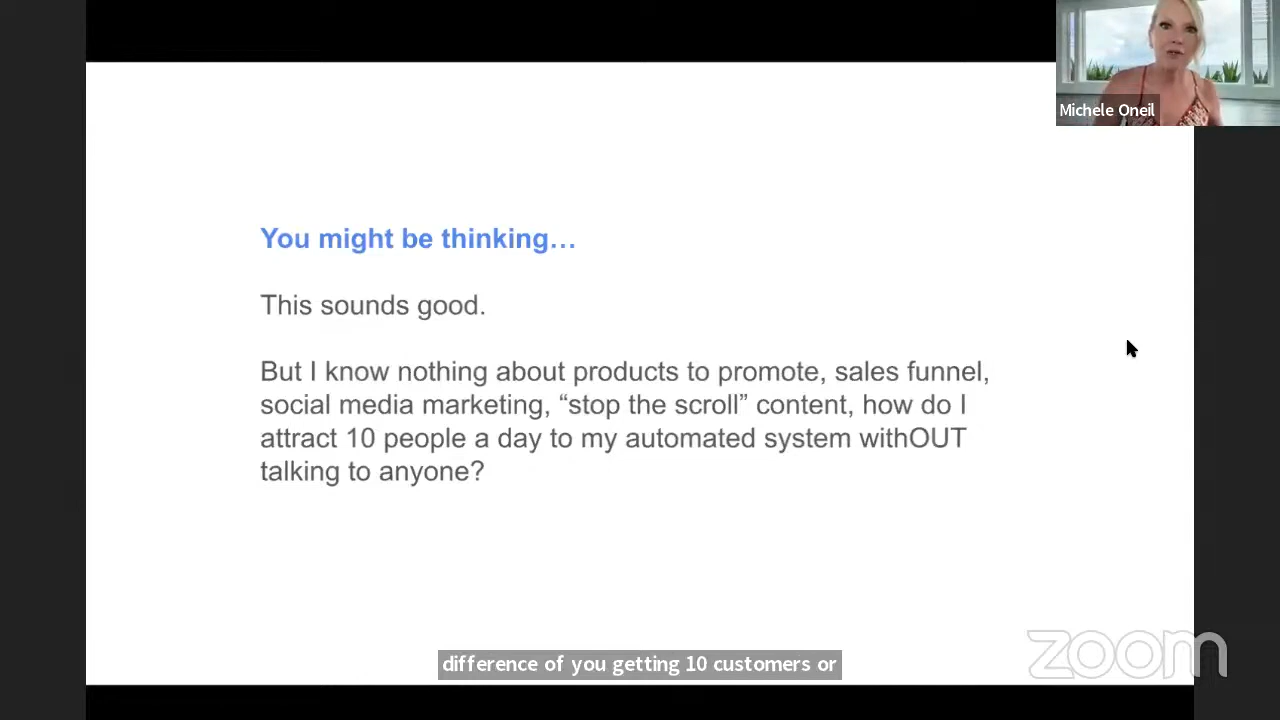 Michele Oneil
You might be thinking…
This sounds good.
But I know nothing about products to promote, sales funnel,
social media marketing, “stop the scroll” content, how do I
attract 10 people a day to my automated system withOUT
talking to anyone?
difference of you getting 10 customers or
zoom